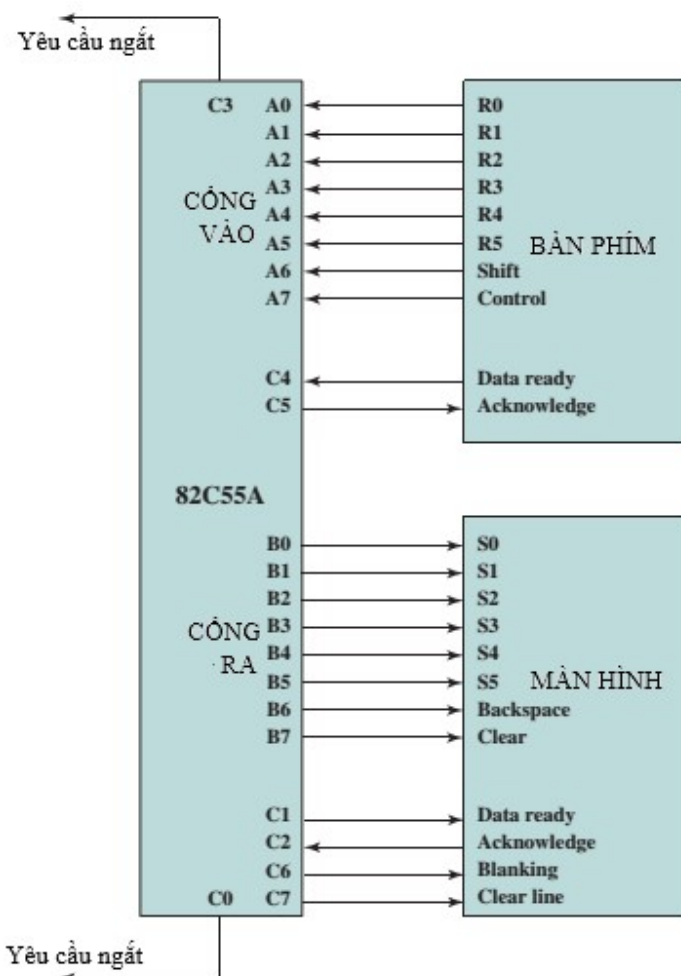 Yêu cầu ngắt
C3 A0 R0
A1 R1
A2 R2
A3 R3
CỔNG VÀO
A4 R4
A5 R5
BÀN PHÍM
A6 Shift
A7 Control
C4 Data ready
C5 Acknowledge
82C55A
B0 S0
B1 S1
B2 S2
B3 S3
CỔNG RA
B4 S4
B5 S5
MÀN HÌNH
B6 Backspace
B7 Clear
C1 Data ready
C2 Acknowledge
C6 Blanking
C0 C7 Clear line
Yêu cầu ngắt